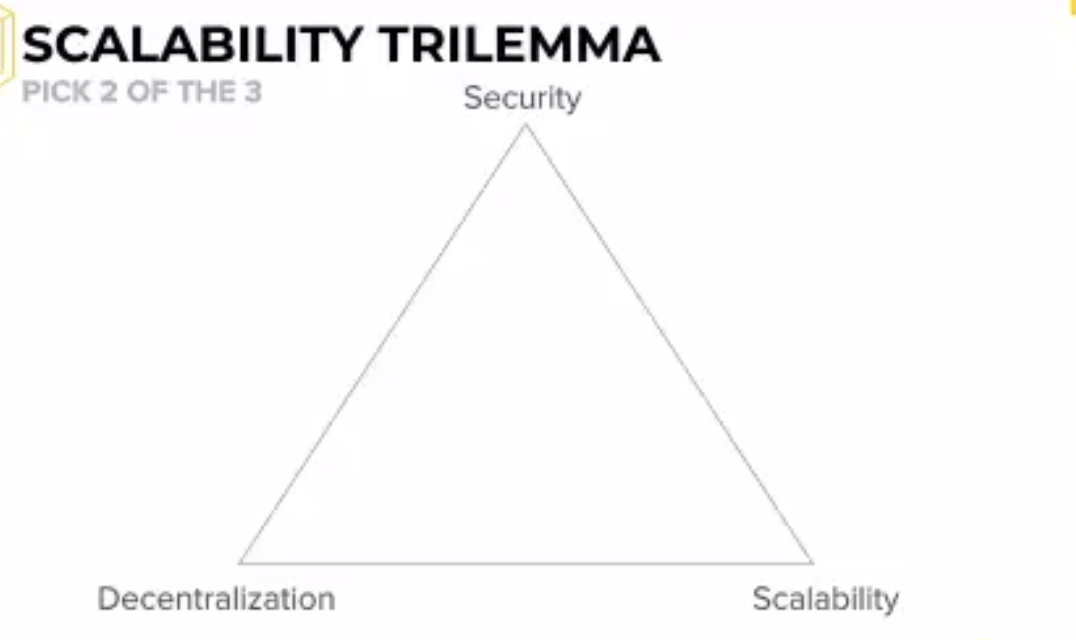 SCALABILITY TRILEMMA
PICK 2 OF THE 3
Security
Decentralization
Scalability